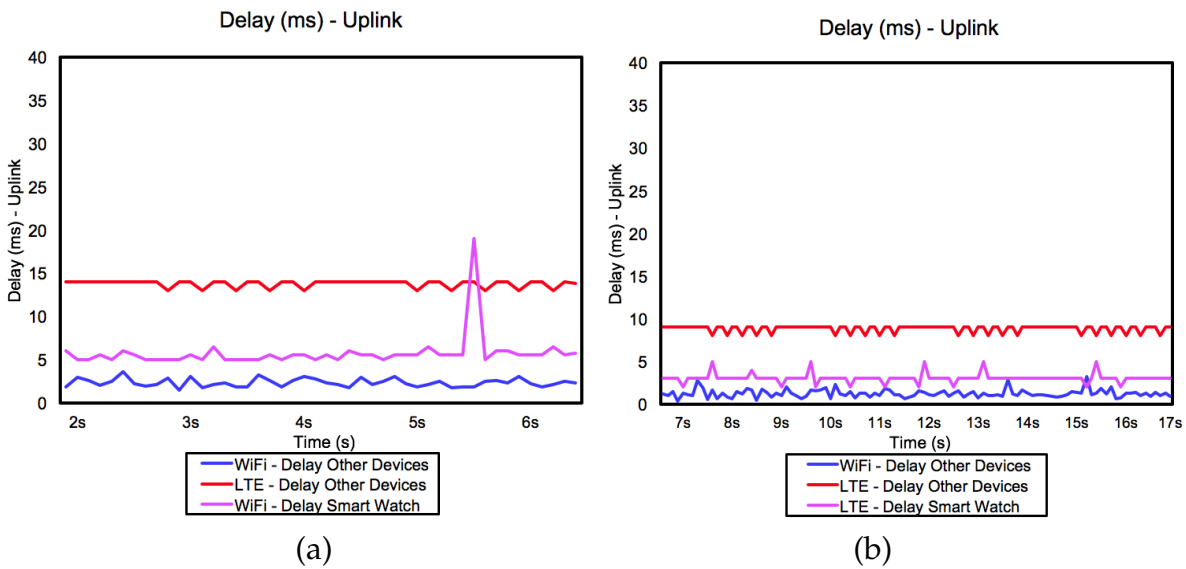 Delay (ms) - Uplink
Delay (ms) - Uplink
40
35
30
25
20
15
10
5
0
2s 3s 4s 5s 6s
Time (s)
WiFi - Delay Other Devices
LTE - Delay Other Devices
WiFi - Delay Smart Watch
(a)
Delay (ms) - Uplink
Delay (ms) - Uplink
40
35
30
25
20
15
10
5
0
7s 8s 9s 10s 11s 12s 13s 14s 15s 16s 17s
Time (s)
WiFi - Delay Other Devices
LTE - Delay Other Devices
LTE - Delay Smart Watch
(b)